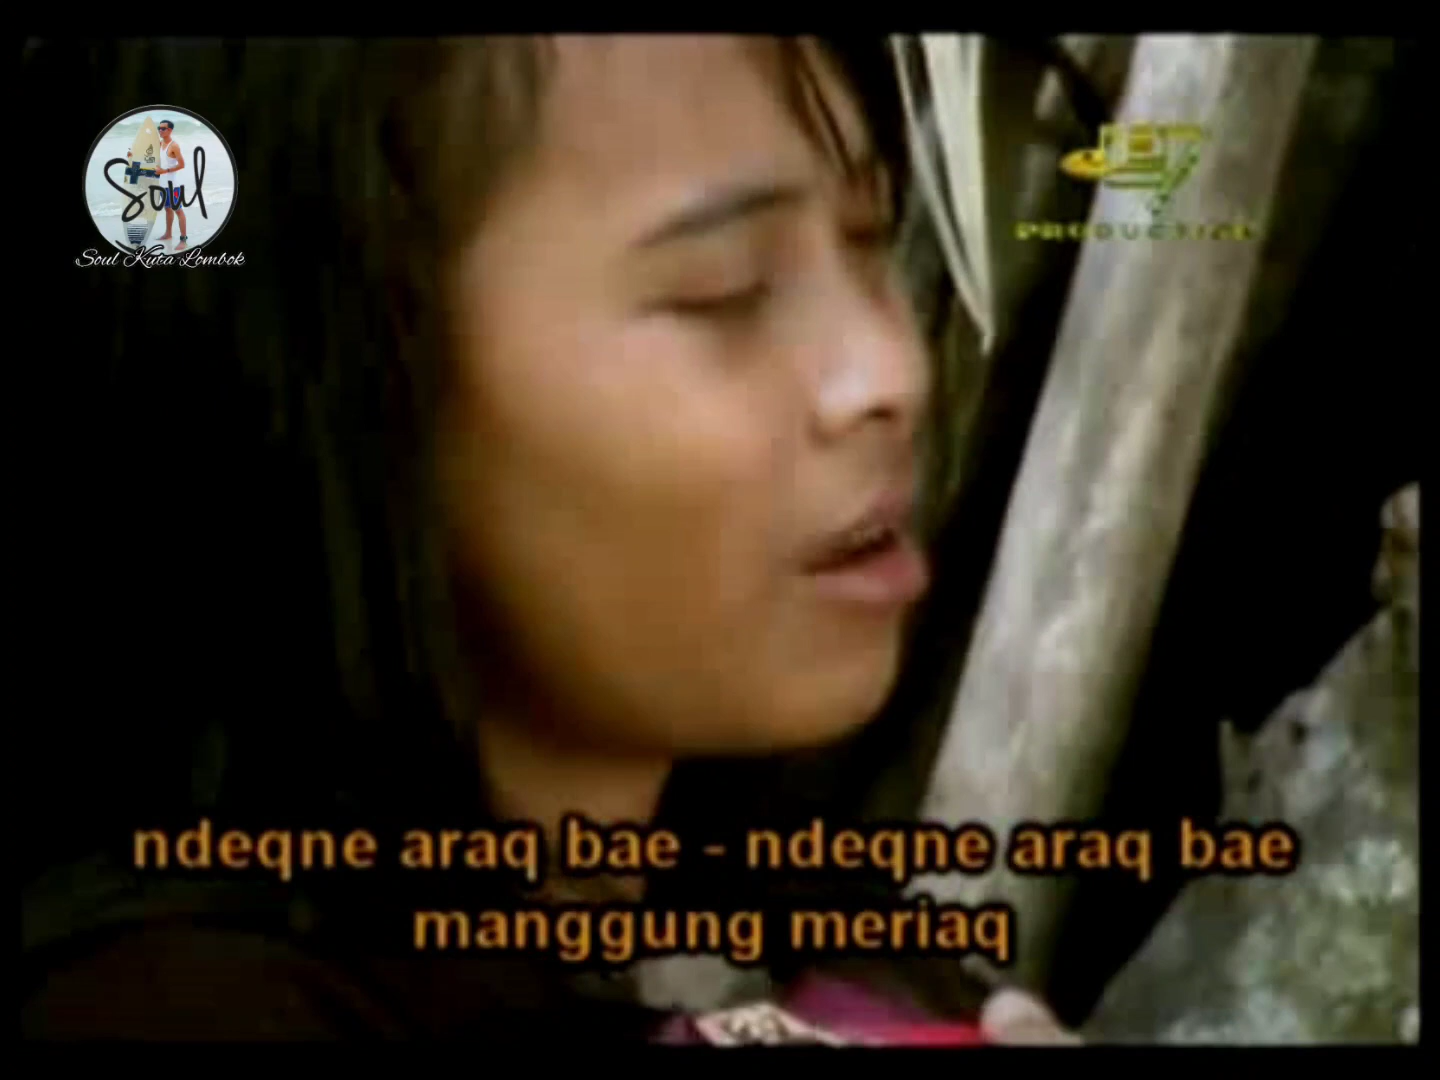 Soul
Soul Kuta Lombok
PRODUCTION
ndeqne araq bae - ndeqne araq bae
manggung meriaq